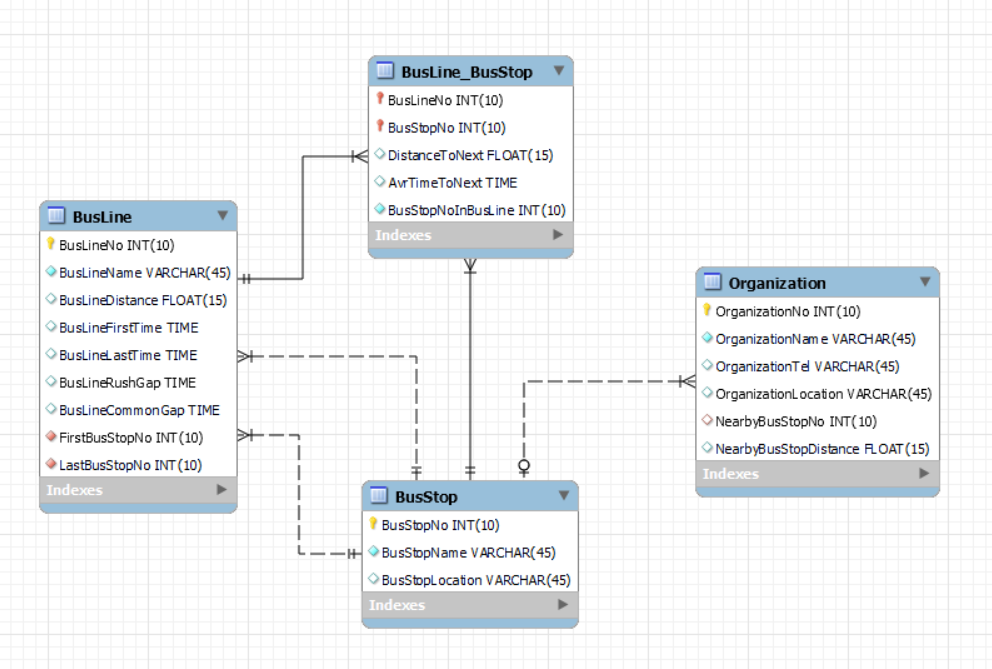 BusLine_BusStop
BusLineNo INT(10)
BusStopNo INT(10)
DistanceToNext FLOAT(15)
AvrTimeToNext TIME
BusStopNoInBusLine INT(10)
Indexes
BusLine
BusLineNo INT(10)
BusLineName VARCHAR(45)
BusLineDistance FLOAT(15)
BusLineFirstTime TIME
BusLineLastTime TIME
BusLineRushGap TIME
BusLineCommonGap TIME
FirstBusStopNo INT(10)
LastBusStopNo INT(10)
Indexes
Organization
OrganizationNo INT(10)
OrganizationName VARCHAR(45)
OrganizationTel VARCHAR(45)
OrganizationLocation VARCHAR(45)
NearbyBusStopNo INT(10)
NearbyBusStopDistance FLOAT(15)
Indexes
BusStop
BusStopNo INT(10)
BusStopName VARCHAR(45)
BusStopLocation VARCHAR(45)
Indexes